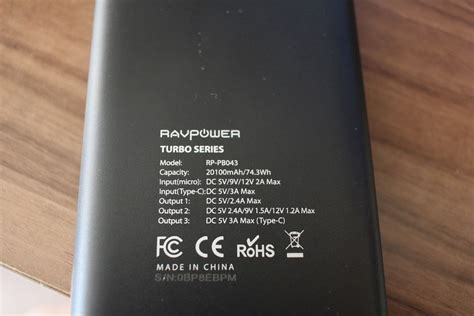 RAVPOWER
TURBO SERIES
Model: RP-PB043
Capacity: 20100mAh/74.3Wh
Input(micro): DC 5V/9V/12V 2A Max
Input(Type-C):DC 5V/3A Max
Output 1: DC 5V/2.4A Max
Output 2: DC 5V 2.4A/9V 1.5A/12V 1.2A Max
Output 3: DC 5V 3A Max (Type-C)
FC CE RoHS
MADE IN CHINA
S/N:0BP8EBPM